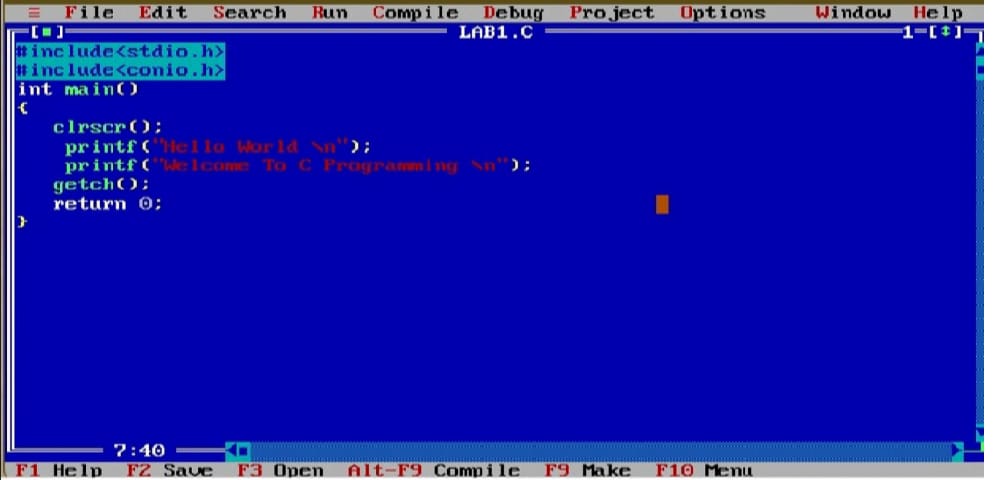 ≡ File Edit Search Run Compile Debug Project Options Window Help
[■] LAB1.C 1=[↕]
#include<stdio.h>
#include<conio.h>
int main()
{
clrscr();
printf("Hello World \n");
printf("Welcome To C Programming \n");
getch();
return 0;
}
7:40
F1 Help F2 Save F3 Open Alt-F9 Compile F9 Make F10 Menu